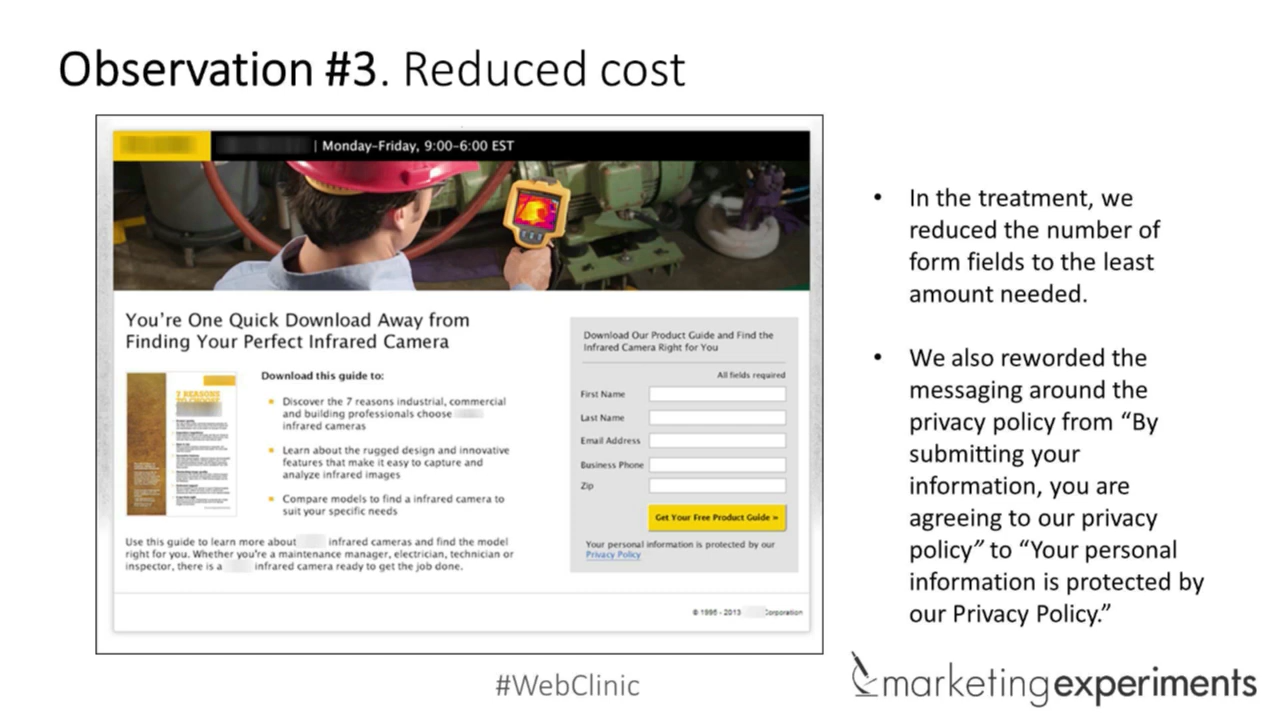 Observation #3. Reduced cost
| Monday–Friday, 9:00–6:00 EST
You're One Quick Download Away from
Finding Your Perfect Infrared Camera
7 REASONS
Download this guide to:
Discover the 7 reasons industrial, commercial
and building professionals choose
infrared cameras
Learn about the rugged design and innovative
features that make it easy to capture and
analyze infrared images
Compare models to find a infrared camera to
suit your specific needs
Use this guide to learn more about infrared cameras and find the model
right for you. Whether you're a maintenance manager, electrician, technician or
inspector, there is a infrared camera ready to get the job done.
Download Our Product Guide and Find the
Infrared Camera Right for You
All fields required
First Name
Last Name
Email Address
Business Phone
Zip
Get Your Free Product Guide »
Your personal information is protected by our
Privacy Policy
© 1995 - 2013 Corporation
• In the treatment, we
reduced the number of
form fields to the least
amount needed.
• We also reworded the
messaging around the
privacy policy from “By
submitting your
information, you are
agreeing to our privacy
policy” to “Your personal
information is protected by
our Privacy Policy.”
#WebClinic
marketingexperiments